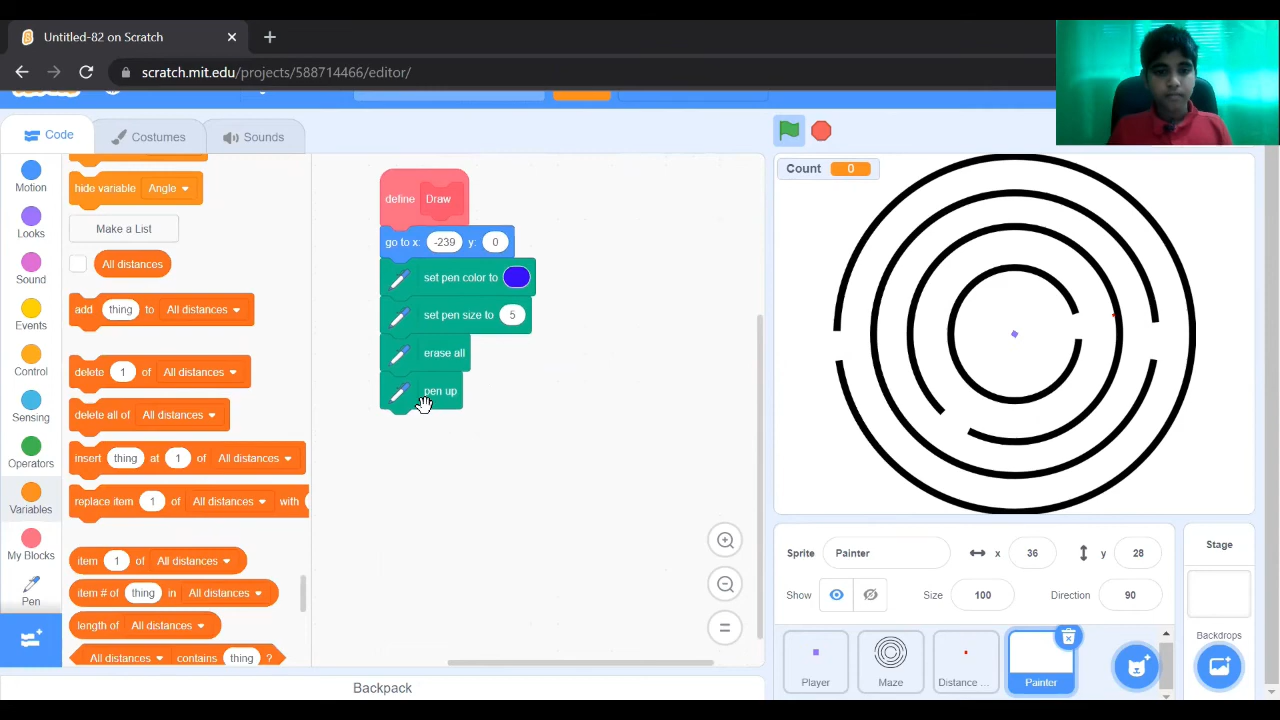 Untitled-82 on Scratch
scratch.mit.edu/projects/588714466/editor/
Code
Costumes
Sounds
Motion
Looks
Sound
Events
Control
Sensing
Operators
Variables
My Blocks
Pen
hide variable Angle
Make a List
All distances
add thing to All distances
delete 1 of All distances
delete all of All distances
insert thing at 1 of All distances
replace item 1 of All distances with
item 1 of All distances
item # of thing in All distances
length of All distances
All distances contains thing ?
define Draw
go to x: -239 y: 0
set pen color to
set pen size to 5
erase all
pen up
Backpack
Count 0
Sprite Painter x 36 y 28
Show Size 100 Direction 90
Player
Maze
Distance ...
Painter
Stage
Backdrops